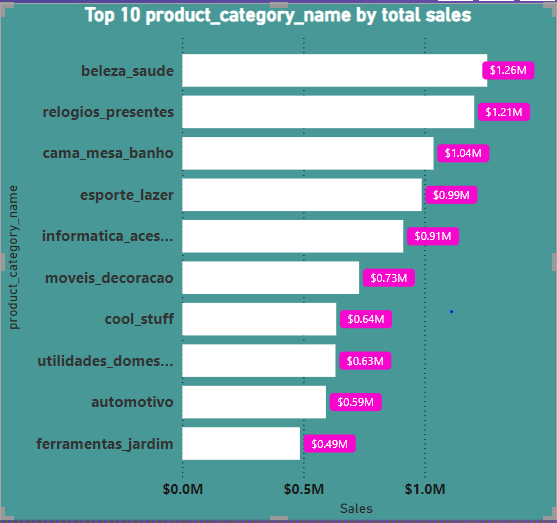 Top 10 product_category_name by total sales
product_category_name
beleza_saude $1.26M
relogios_presentes $1.21M
cama_mesa_banho $1.04M
esporte_lazer $0.99M
informatica_aces... $0.91M
moveis_decoracao $0.73M
cool_stuff $0.64M
utilidades_domes... $0.63M
automotivo $0.59M
ferramentas_jardim $0.49M
$0.0M $0.5M $1.0M
Sales